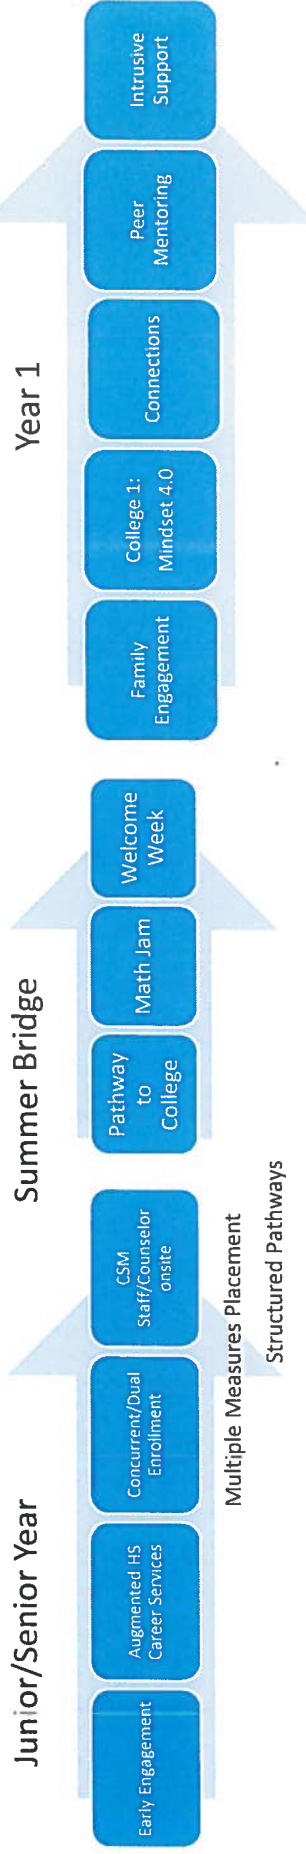 Junior/Senior Year
Early Engagement
Augmented HS
Career Services
Concurrent/Dual
Enrollment
CSM
Staff/Counselor
onsite
Multiple Measures Placement
Structured Pathways
Summer Bridge
Pathway
to
College
Math Jam
Welcome
Week
Year 1
Family
Engagement
College 1:
Mindset 4.0
Connections
Peer
Mentoring
Intrusive
Support